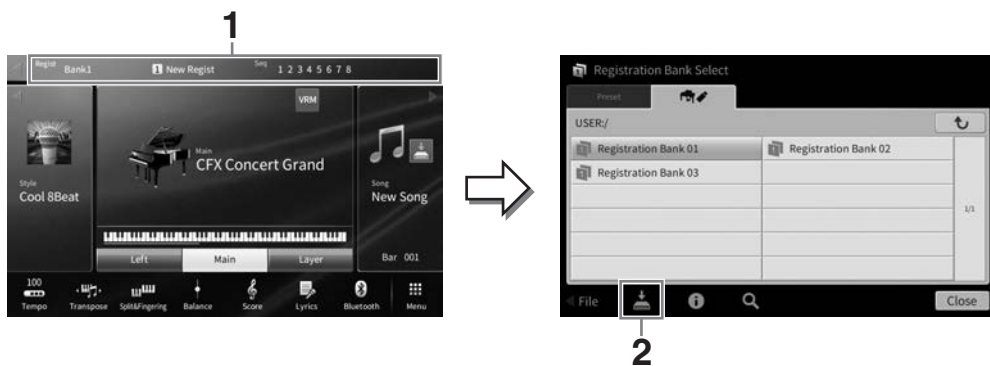 1
Regist Bank1 1 New Regist Seq 1 2 3 4 5 6 7 8
VRM
Main
CFX Concert Grand
Style
Cool 8Beat
Song
New Song
Left Main Layer
Bar 001
100
Tempo Transpose Split&Fingering Balance Score Lyrics Bluetooth Menu
Registration Bank Select
Preset
USER:/
Registration Bank 01 Registration Bank 02
Registration Bank 03
1/1
File Close
2